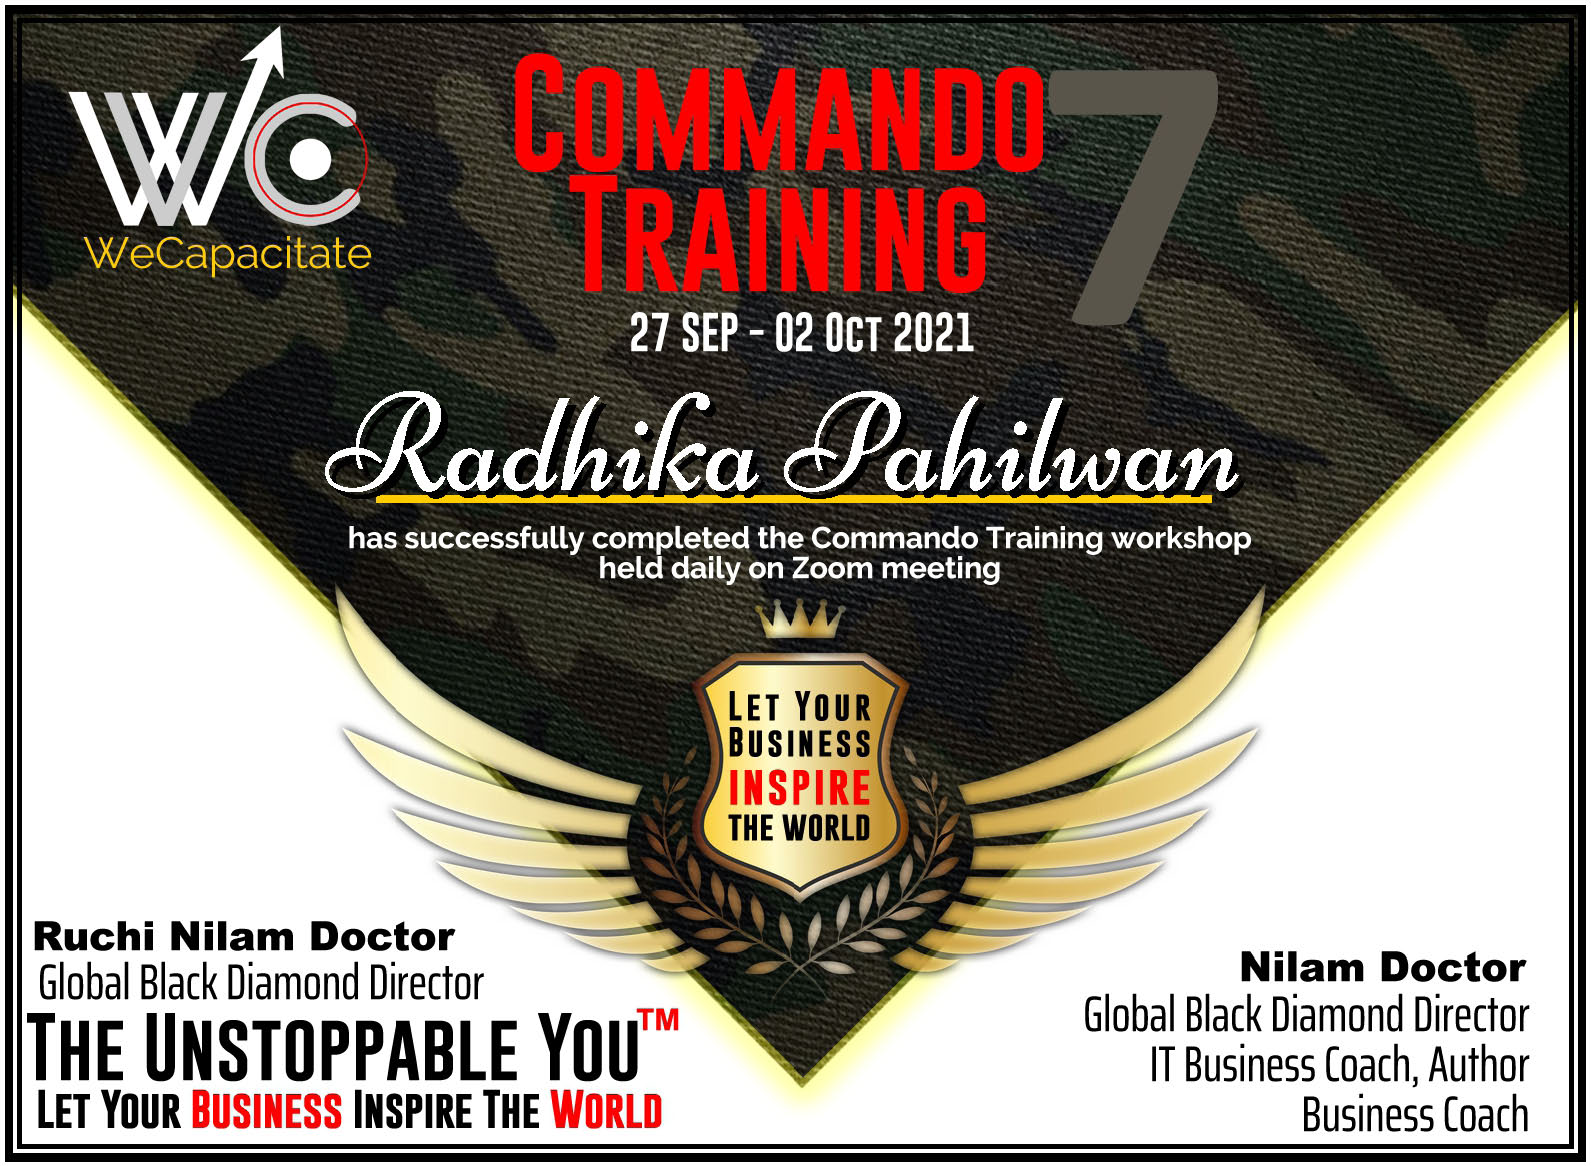 WC
WeCapacitate
COMMANDO
TRAINING
7
27 SEP - 02 OCT 2021
Radhika Pahilwan
has successfully completed the Commando Training workshop
held daily on Zoom meeting
LET YOUR
BUSINESS
INSPIRE
THE WORLD
Ruchi Nilam Doctor
Global Black Diamond Director
THE UNSTOPPABLE YOU™
LET YOUR BUSINESS INSPIRE THE WORLD
Nilam Doctor
Global Black Diamond Director
IT Business Coach, Author
Business Coach